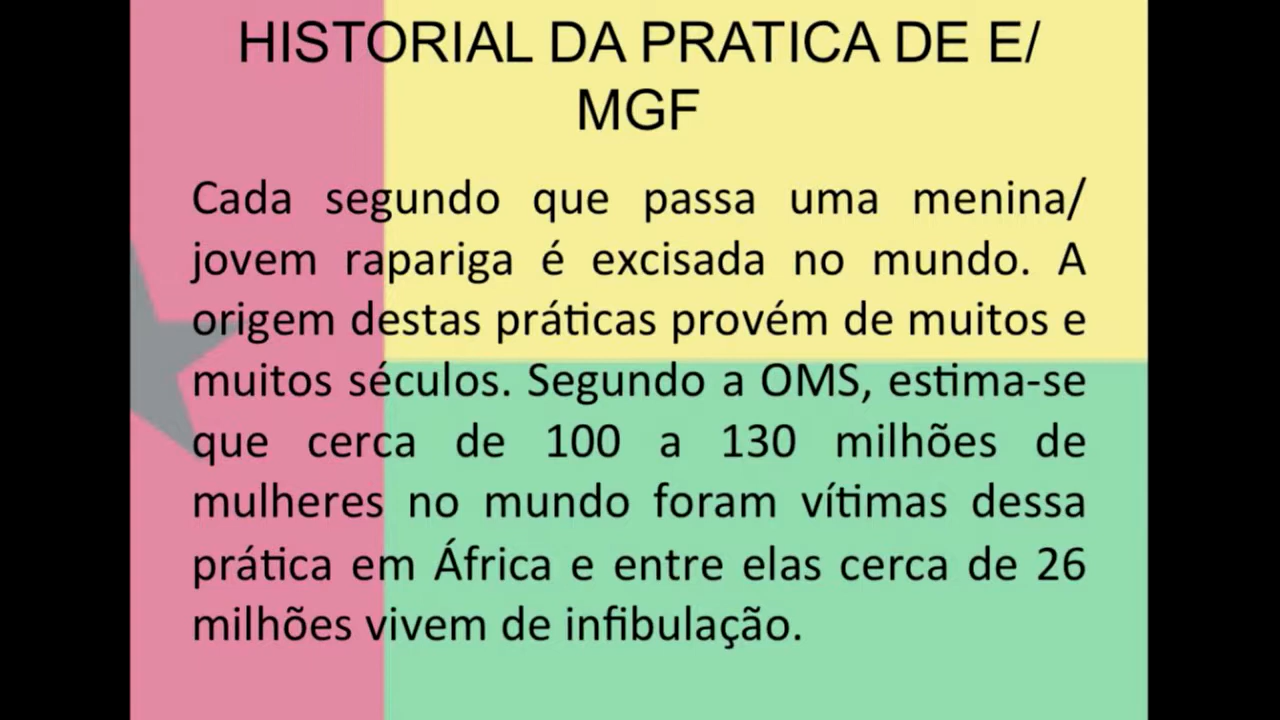 HISTORIAL DA PRATICA DE E/
MGF
Cada segundo que passa uma menina/
jovem rapariga é excisada no mundo. A
origem destas práticas provém de muitos e
muitos séculos. Segundo a OMS, estima-se
que cerca de 100 a 130 milhões de
mulheres no mundo foram vítimas dessa
prática em África e entre elas cerca de 26
milhões vivem de infibulação.